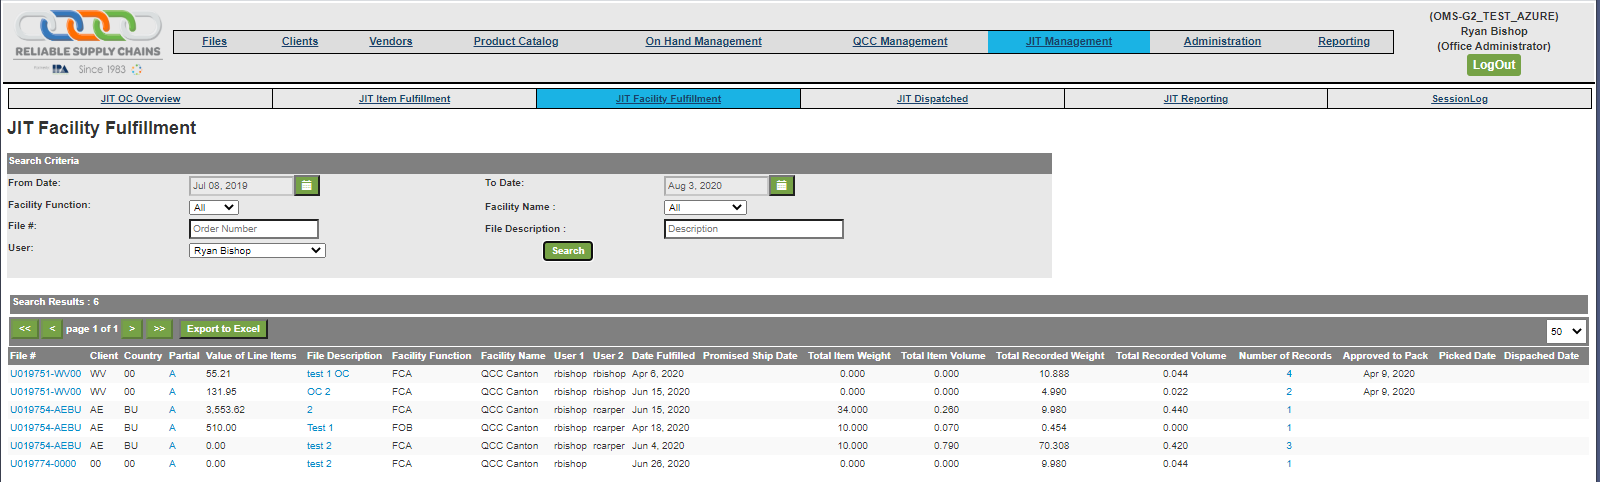 RELIABLE SUPPLY CHAINS
IPA Since 1983
Files Clients Vendors Product Catalog On Hand Management QCC Management JIT Management Administration Reporting
(OMS-G2_TEST_AZURE)
Ryan Bishop
(Office Administrator)
LogOut
JIT OC Overview JIT Item Fulfillment JIT Facility Fulfillment JIT Dispatched JIT Reporting SessionLog
JIT Facility Fulfillment
Search Criteria
From Date: Jul 08, 2019 To Date: Aug 3, 2020
Facility Function: All Facility Name : All
File #: Order Number File Description : Description
User: Ryan Bishop Search
Search Results : 6
<< < page 1 of 1 > >> Export to Excel 50
File # Client Country Partial Value of Line Items File Description Facility Function Facility Name User 1 User 2 Date Fulfilled Promised Ship Date Total Item Weight Total Item Volume Total Recorded Weight Total Recorded Volume Number of Records Approved to Pack Picked Date Dispached Date
U019751-WV00 WV 00 A 55.21 test 1 OC FCA QCC Canton rbishop rbishop Apr 6, 2020 0.000 0.000 10.888 0.044 4 Apr 9, 2020
U019751-WV00 WV 00 A 131.95 OC 2 FCA QCC Canton rbishop rbishop Jun 15, 2020 0.000 0.000 4.990 0.022 2 Apr 9, 2020
U019754-AEBU AE BU A 3,553.62 2 FCA QCC Canton rbishop rcarper Jun 15, 2020 34.000 0.260 9.980 0.440 1
U019754-AEBU AE BU A 510.00 Test 1 FOB QCC Canton rbishop rcarper Apr 18, 2020 10.000 0.070 0.454 0.000 1
U019754-AEBU AE BU A 0.00 test 2 FCA QCC Canton rbishop rcarper Jun 4, 2020 10.000 0.790 70.308 0.420 3
U019774-0000 00 00 A 0.00 test 2 FCA QCC Canton rbishop Jun 26, 2020 0.000 0.000 9.980 0.044 1